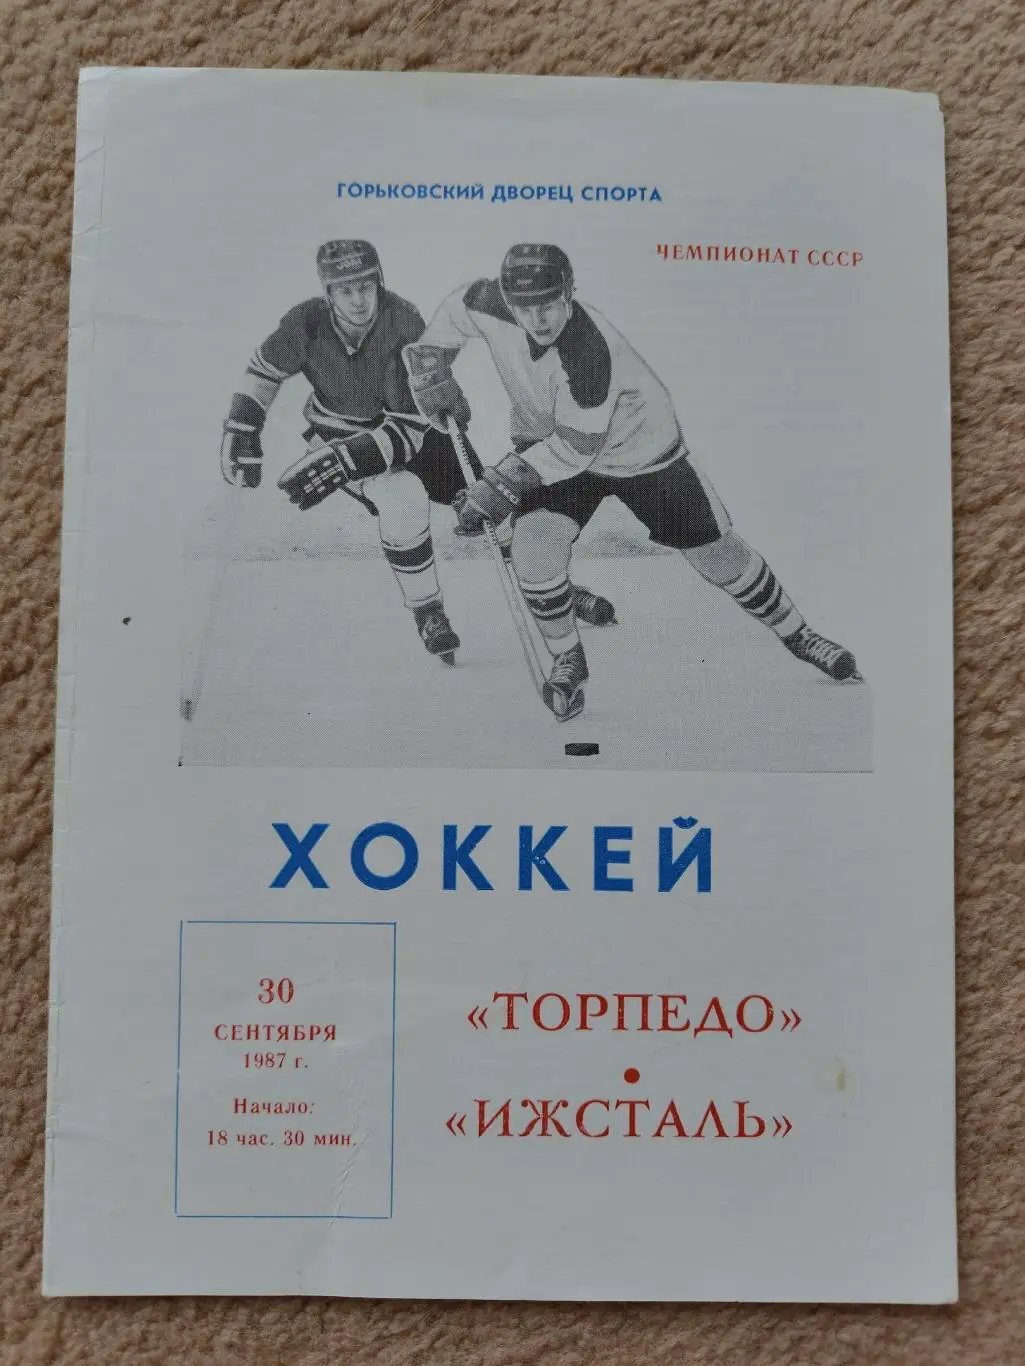 ГОРЬКОВСКИЙ ДВОРЕЦ СПОРТА
ЧЕМПИОНАТ СССР
ХОККЕЙ
30
СЕНТЯБРЯ
1987 г.
Начало:
18 час. 30 мин.
«ТОРПЕДО»
•
«ИЖСТАЛЬ»